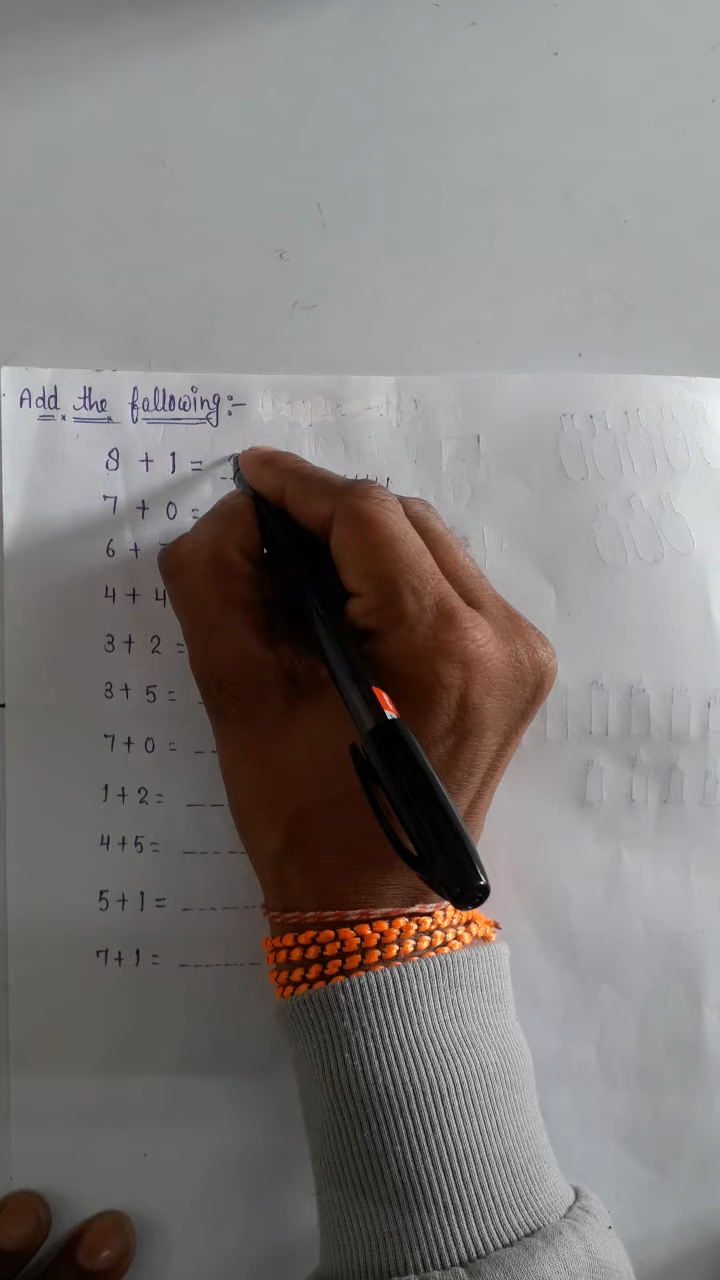 Add the following:-
8 + 1 =
7 + 0 =
6 +
4 + 4
3 + 2 =
3 + 5 =
7 + 0 =
1 + 2 =
4 + 5 =
5 + 1 =
7 + 1 =